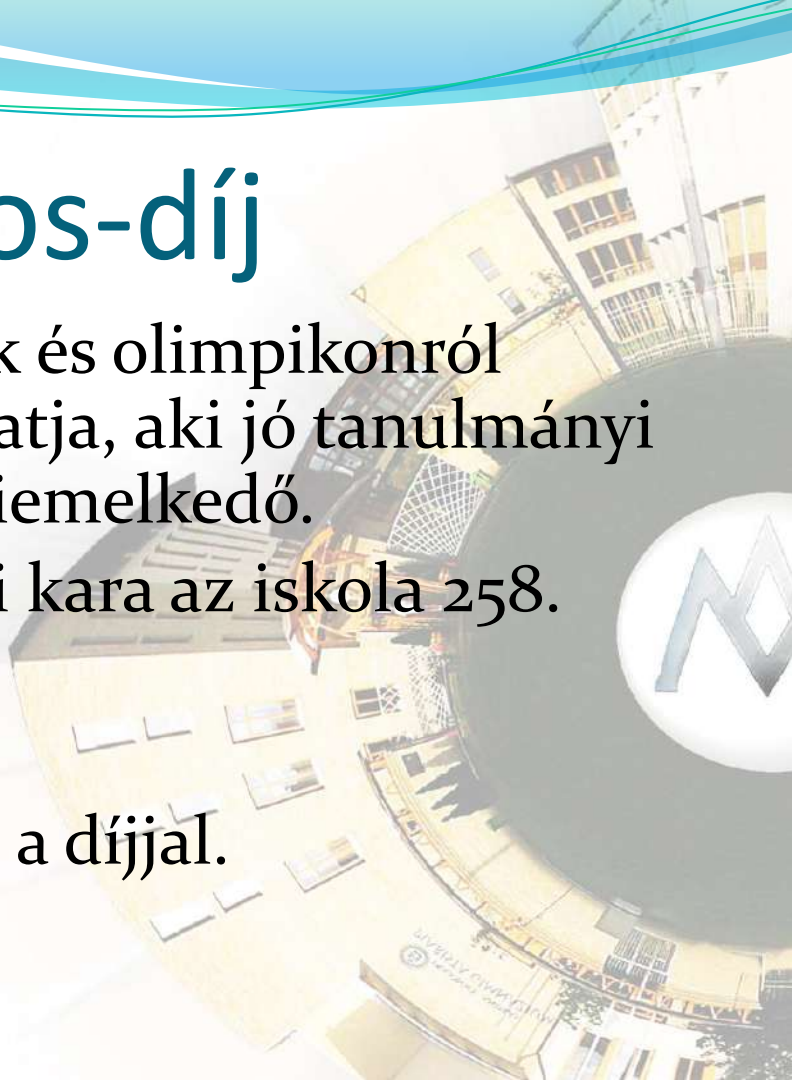 os-díj
k és olimpikonról
atja, aki jó tanulmányi
iemelkedő.
i kara az iskola 258.
a díjjal.